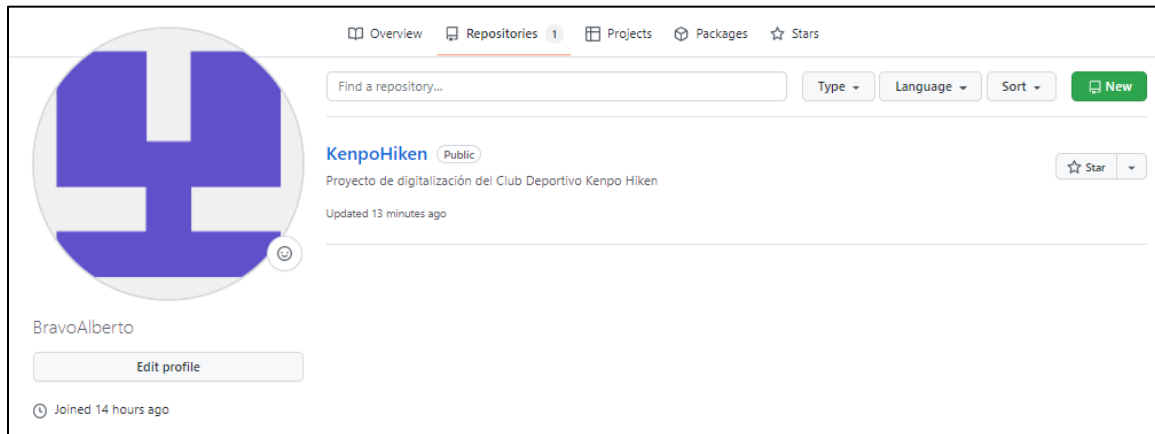 Overview Repositories 1 Projects Packages Stars
Find a repository... Type Language Sort New
KenpoHiken Public
Star
Proyecto de digitalización del Club Deportivo Kenpo Hiken
Updated 13 minutes ago
BravoAlberto
Edit profile
Joined 14 hours ago